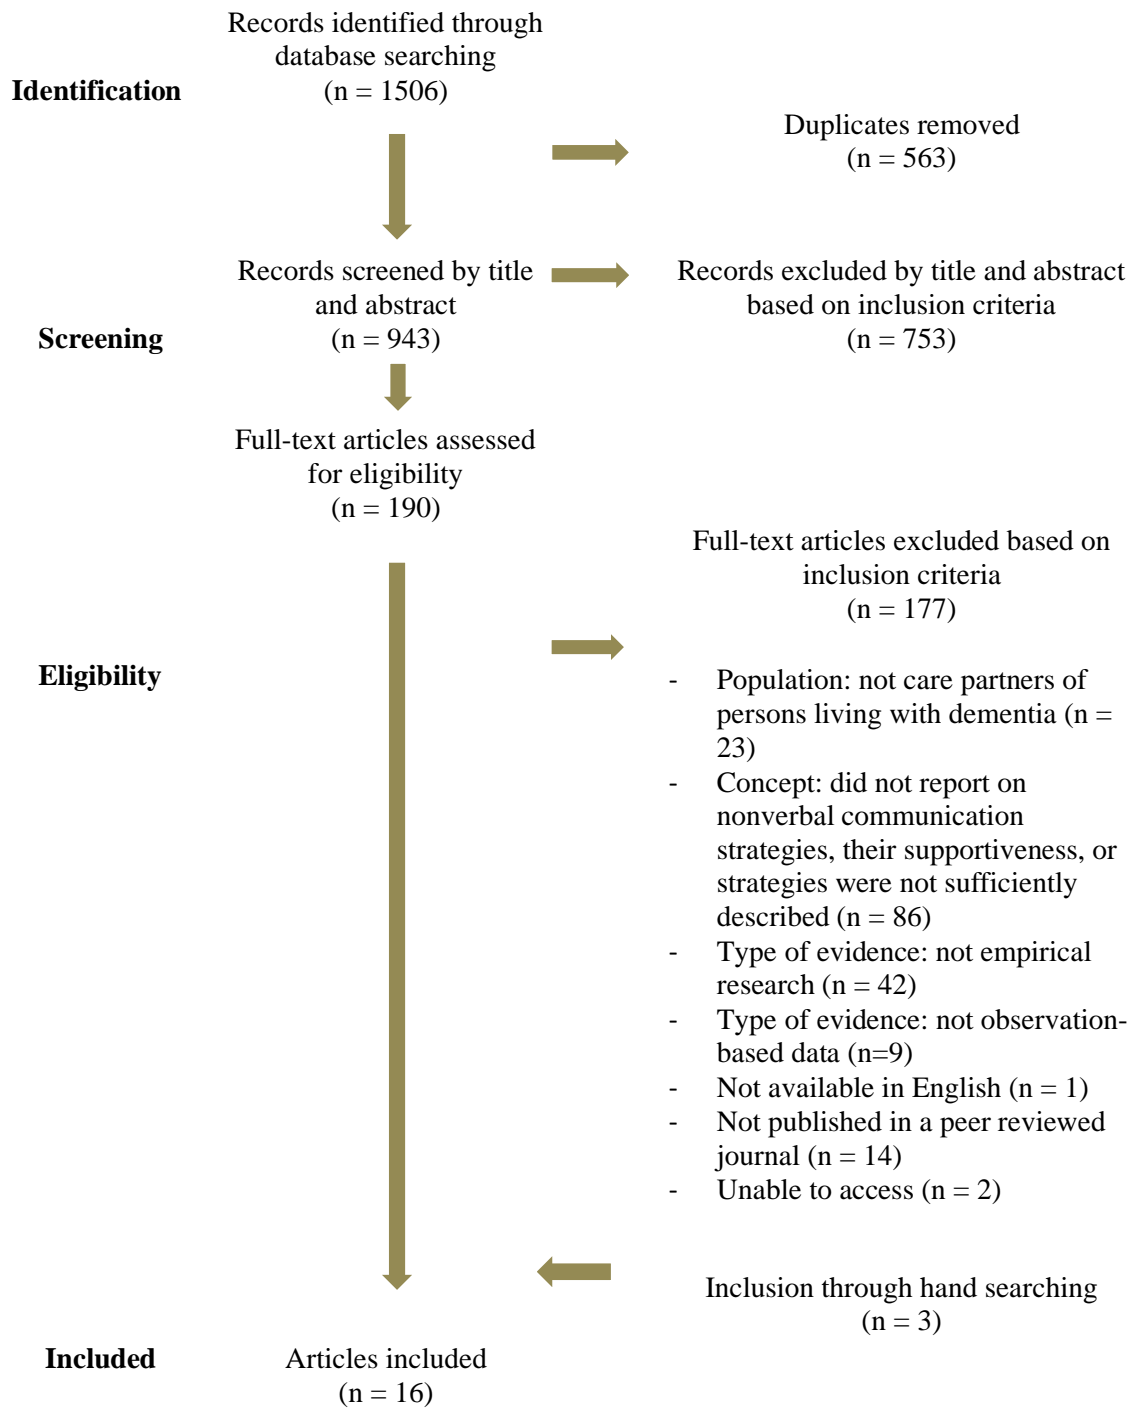 Records identified through
database searching
(n = 1506)
Identification
Duplicates removed
(n = 563)
Records screened by title
and abstract
(n = 943)
Records excluded by title and abstract
based on inclusion criteria
(n = 753)
Screening
Full-text articles assessed
for eligibility
(n = 190)
Full-text articles excluded based on
inclusion criteria
(n = 177)
Eligibility
- Population: not care partners of
persons living with dementia (n =
23)
- Concept: did not report on
nonverbal communication
strategies, their supportiveness, or
strategies were not sufficiently
described (n = 86)
- Type of evidence: not empirical
research (n = 42)
- Type of evidence: not observation-
based data (n=9)
- Not available in English (n = 1)
- Not published in a peer reviewed
journal (n = 14)
- Unable to access (n = 2)
Inclusion through hand searching
(n = 3)
Included
Articles included
(n = 16)